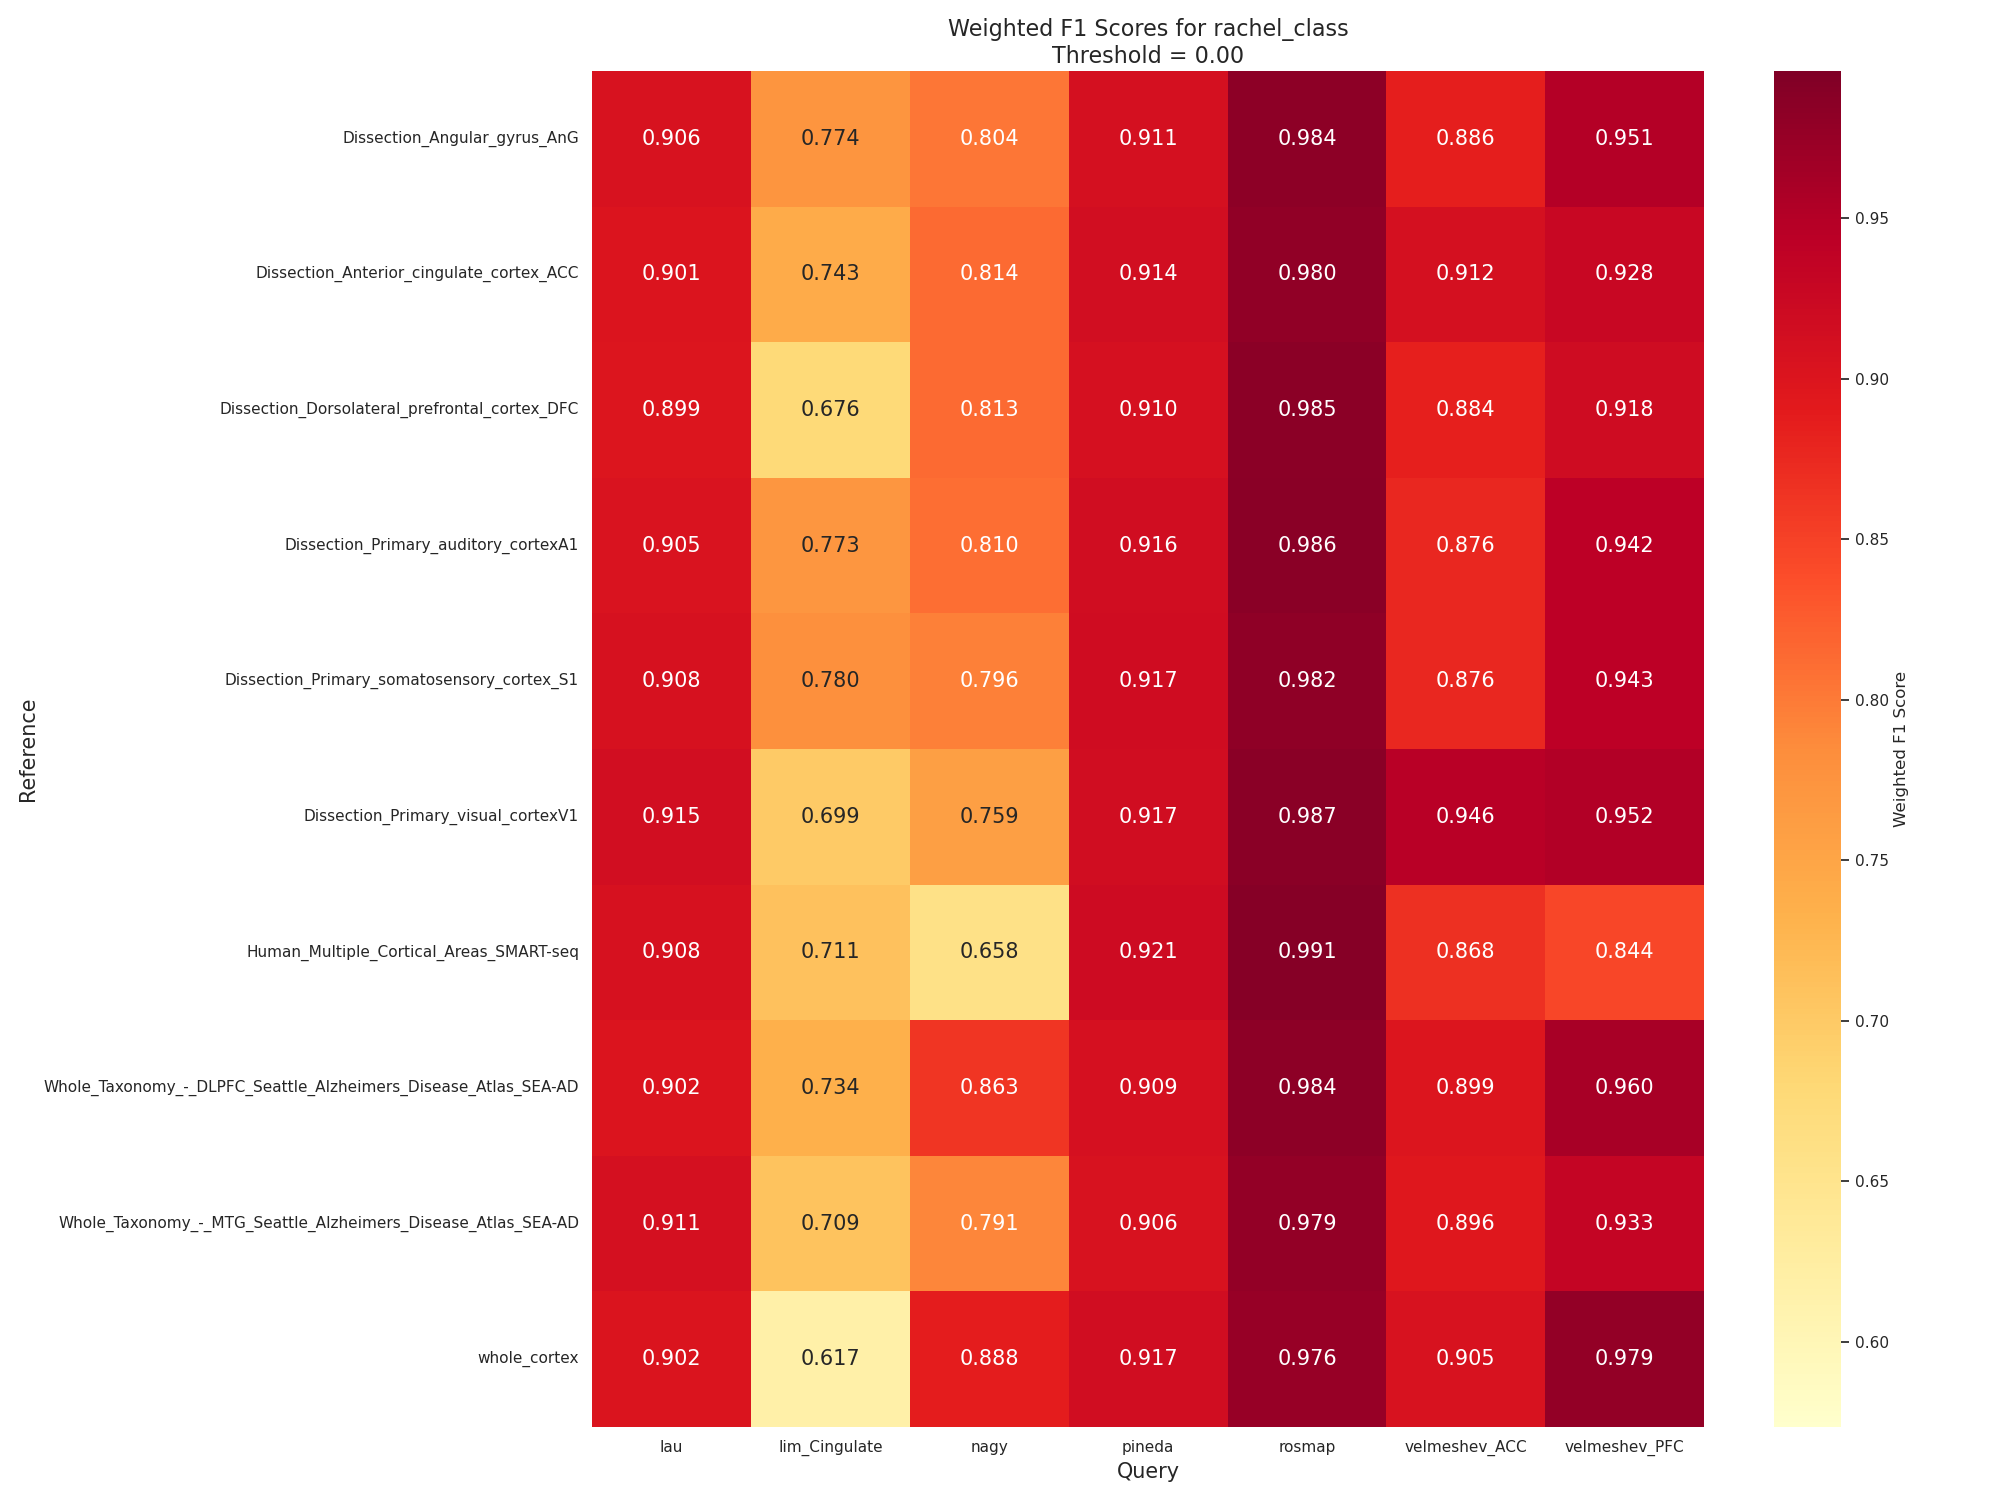 Weighted F1 Scores for rachel_class
Threshold = 0.00
Reference
Dissection_Angular_gyrus_AnG 0.906 0.774 0.804 0.911 0.984 0.886 0.951
Dissection_Anterior_cingulate_cortex_ACC 0.901 0.743 0.814 0.914 0.980 0.912 0.928
Dissection_Dorsolateral_prefrontal_cortex_DFC 0.899 0.676 0.813 0.910 0.985 0.884 0.918
Dissection_Primary_auditory_cortexA1 0.905 0.773 0.810 0.916 0.986 0.876 0.942
Dissection_Primary_somatosensory_cortex_S1 0.908 0.780 0.796 0.917 0.982 0.876 0.943
Dissection_Primary_visual_cortexV1 0.915 0.699 0.759 0.917 0.987 0.946 0.952
Human_Multiple_Cortical_Areas_SMART-seq 0.908 0.711 0.658 0.921 0.991 0.868 0.844
Whole_Taxonomy_-_DLPFC_Seattle_Alzheimers_Disease_Atlas_SEA-AD 0.902 0.734 0.863 0.909 0.984 0.899 0.960
Whole_Taxonomy_-_MTG_Seattle_Alzheimers_Disease_Atlas_SEA-AD 0.911 0.709 0.791 0.906 0.979 0.896 0.933
whole_cortex 0.902 0.617 0.888 0.917 0.976 0.905 0.979
lau lim_Cingulate nagy pineda rosmap velmeshev_ACC velmeshev_PFC
Query
0.95
0.90
0.85
0.80
0.75
0.70
0.65
0.60
Weighted F1 Score